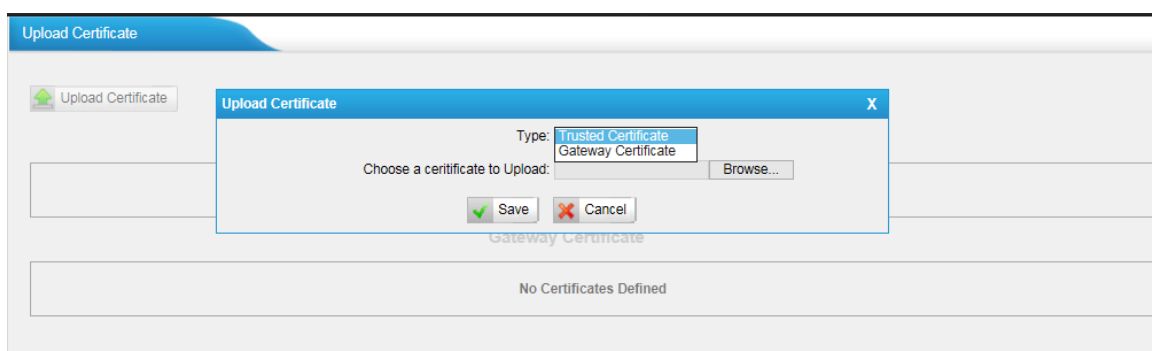 Upload Certificate
Upload Certificate
Upload Certificate X
Type: Trusted Certificate
Gateway Certificate
Choose a ceritificate to Upload: Browse...
Save Cancel
Gateway Certificate
No Certificates Defined